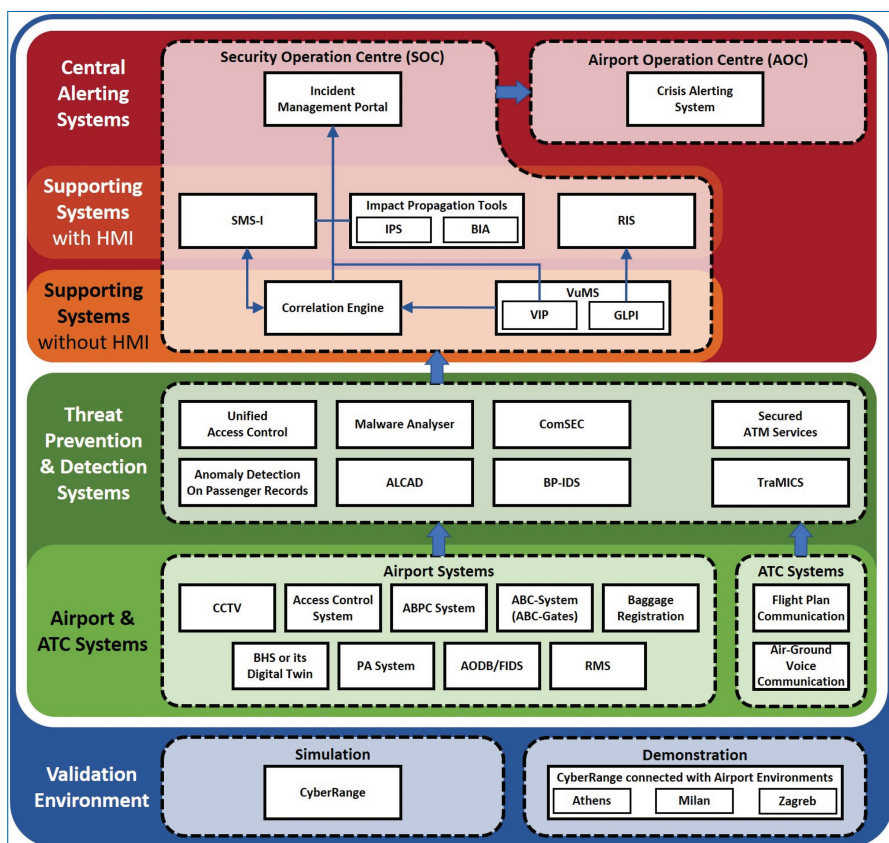 Central
Alerting
Systems
Security Operation Centre (SOC)
Incident
Management Portal
Airport Operation Centre (AOC)
Crisis Alerting
System
Supporting
Systems
with HMI
SMS-I
Impact Propagation Tools
IPS
BIA
RIS
Supporting
Systems
without HMI
Correlation Engine
VuMS
VIP
GLPI
Threat
Prevention
& Detection
Systems
Unified
Access Control
Malware Analyser
ComSEC
Secured
ATM Services
Anomaly Detection
On Passenger Records
ALCAD
BP-IDS
TraMICS
Airport &
ATC Systems
Airport Systems
CCTV
Access Control
System
ABPC System
ABC-System
(ABC-Gates)
Baggage
Registration
BHS or its
Digital Twin
PA System
AODB/FIDS
RMS
ATC Systems
Flight Plan
Communication
Air-Ground
Voice
Communication
Validation
Environment
Simulation
CyberRange
Demonstration
CyberRange connected with Airport Environments
Athens
Milan
Zagreb